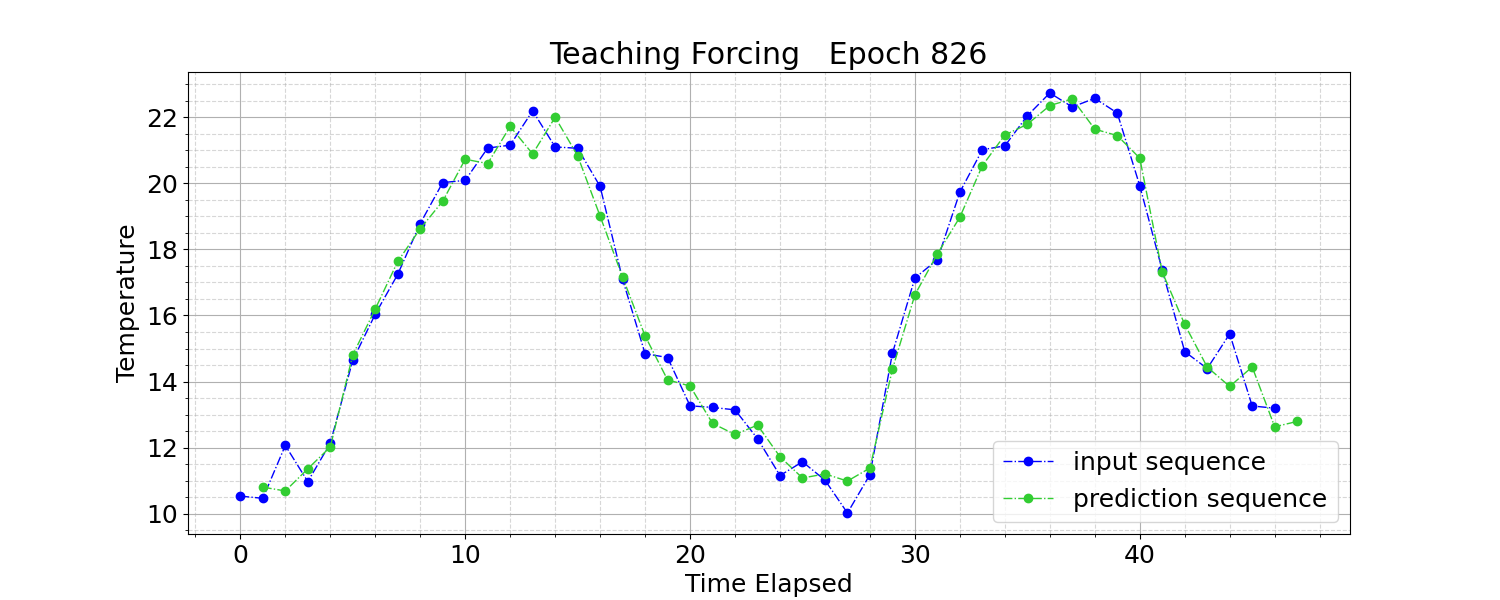 Teaching Forcing   Epoch 826
Temperature
22
20
18
16
14
12
10
0 10 20 30 40
Time Elapsed
input sequence
prediction sequence